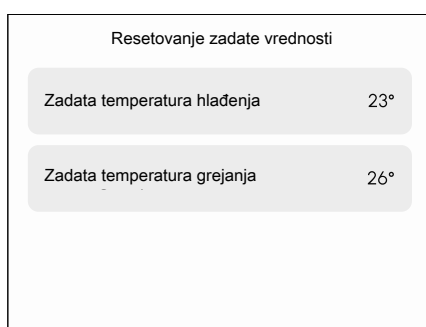 Resetovanje zadate vrednosti
Zadata temperatura hlađenja 23°
Zadata temperatura grejanja 26°